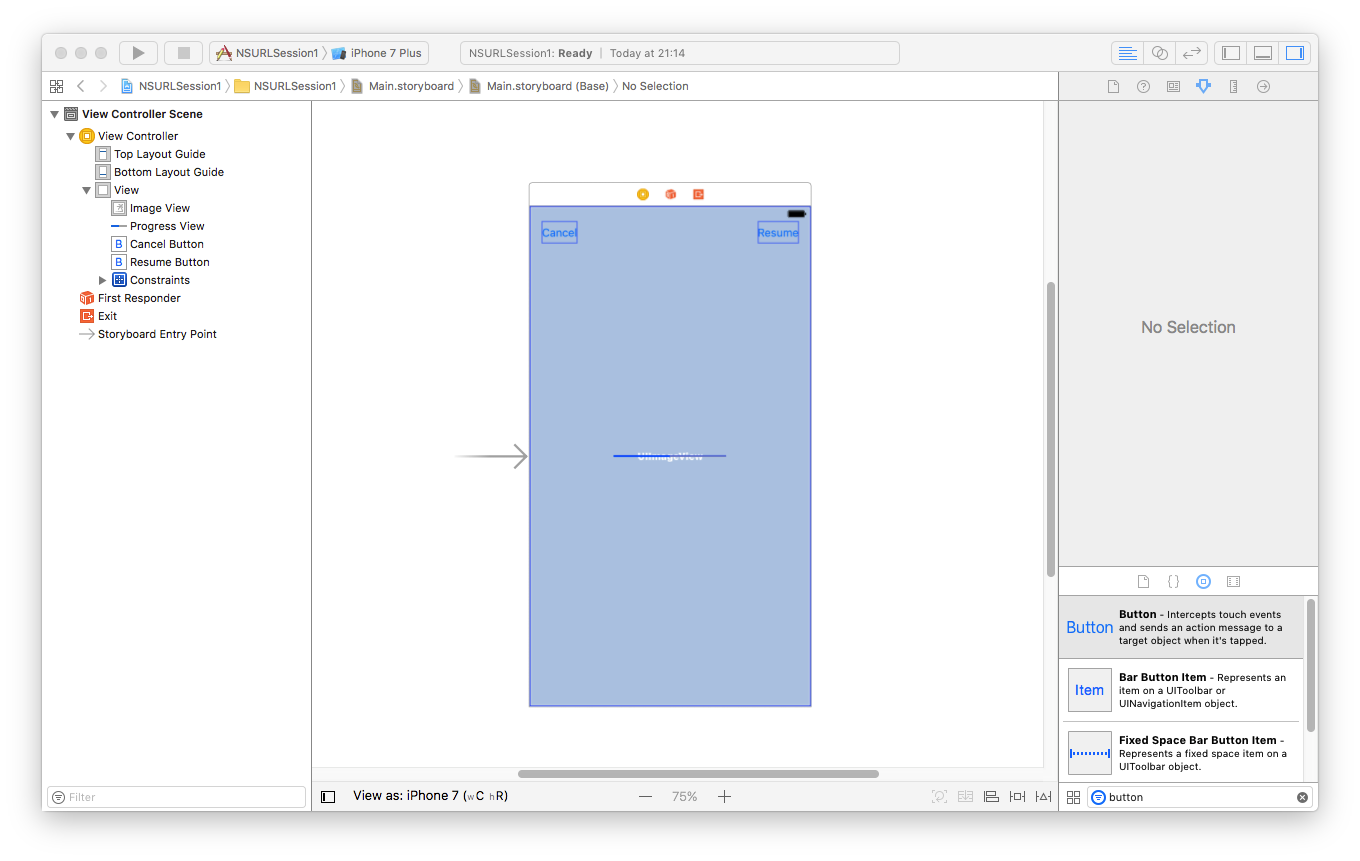 NSURLSession1 iPhone 7 Plus
NSURLSession1: Ready | Today at 21:14
NSURLSession1 NSURLSession1 Main.storyboard Main.storyboard (Base) No Selection
View Controller Scene
View Controller
Top Layout Guide
Bottom Layout Guide
View
Image View
Progress View
B Cancel Button
B Resume Button
Constraints
First Responder
Exit
Storyboard Entry Point
Filter
Cancel
Resume
UIImageView
View as: iPhone 7 (wC hR)
75%
No Selection
{}
Button
Button - Intercepts touch events
and sends an action message to a
target object when it's tapped.
Item
Bar Button Item - Represents an
item on a UIToolbar or
UINavigationItem object.
Fixed Space Bar Button Item -
Represents a fixed space item on a
UIToolbar object.
button